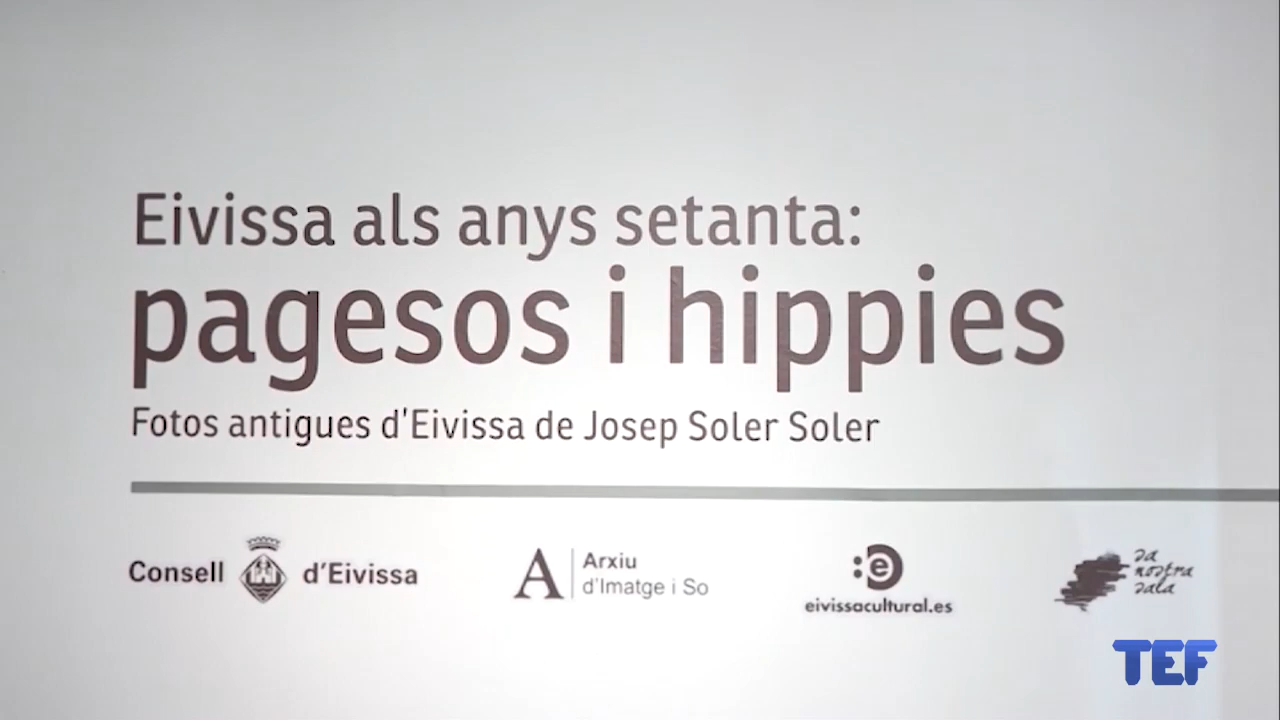 Eivissa als anys setanta:
pagesos i hippies
Fotos antigues d'Eivissa de Josep Soler Soler
Consell d'Eivissa
A Arxiu
d'Imatge i So
:e
eivissacultural.es
sa
nostra
sala
TEF